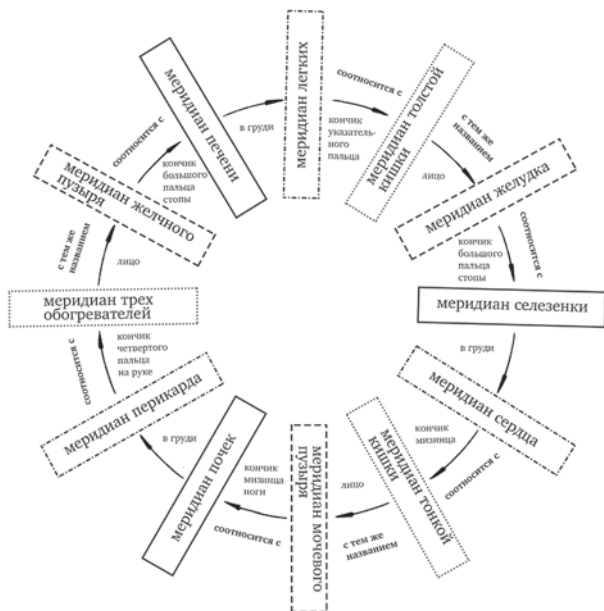 меридиан легких
соотносится с
кончик
указатель-
ного
пальца
меридиан толстой
кишки
с тем же
названием
лицо
меридиан желудка
соотносится с
кончик
большого
пальца
стопы
меридиан селезенки
в груди
меридиан сердца
кончик
мизинца
соотносится с
меридиан тонкой
кишки
лицо
с тем же
названием
меридиан мочевого
пузыря
кончик
мизинца
ноги
соотносится с
меридиан почек
в груди
меридиан перикарда
соотносится с
кончик
четвертого
пальца
на руке
меридиан трех
обогревателей
с тем же
названием
лицо
меридиан желчного
пузыря
соотносится с
кончик
большого
пальца
стопы
меридиан печени
в груди